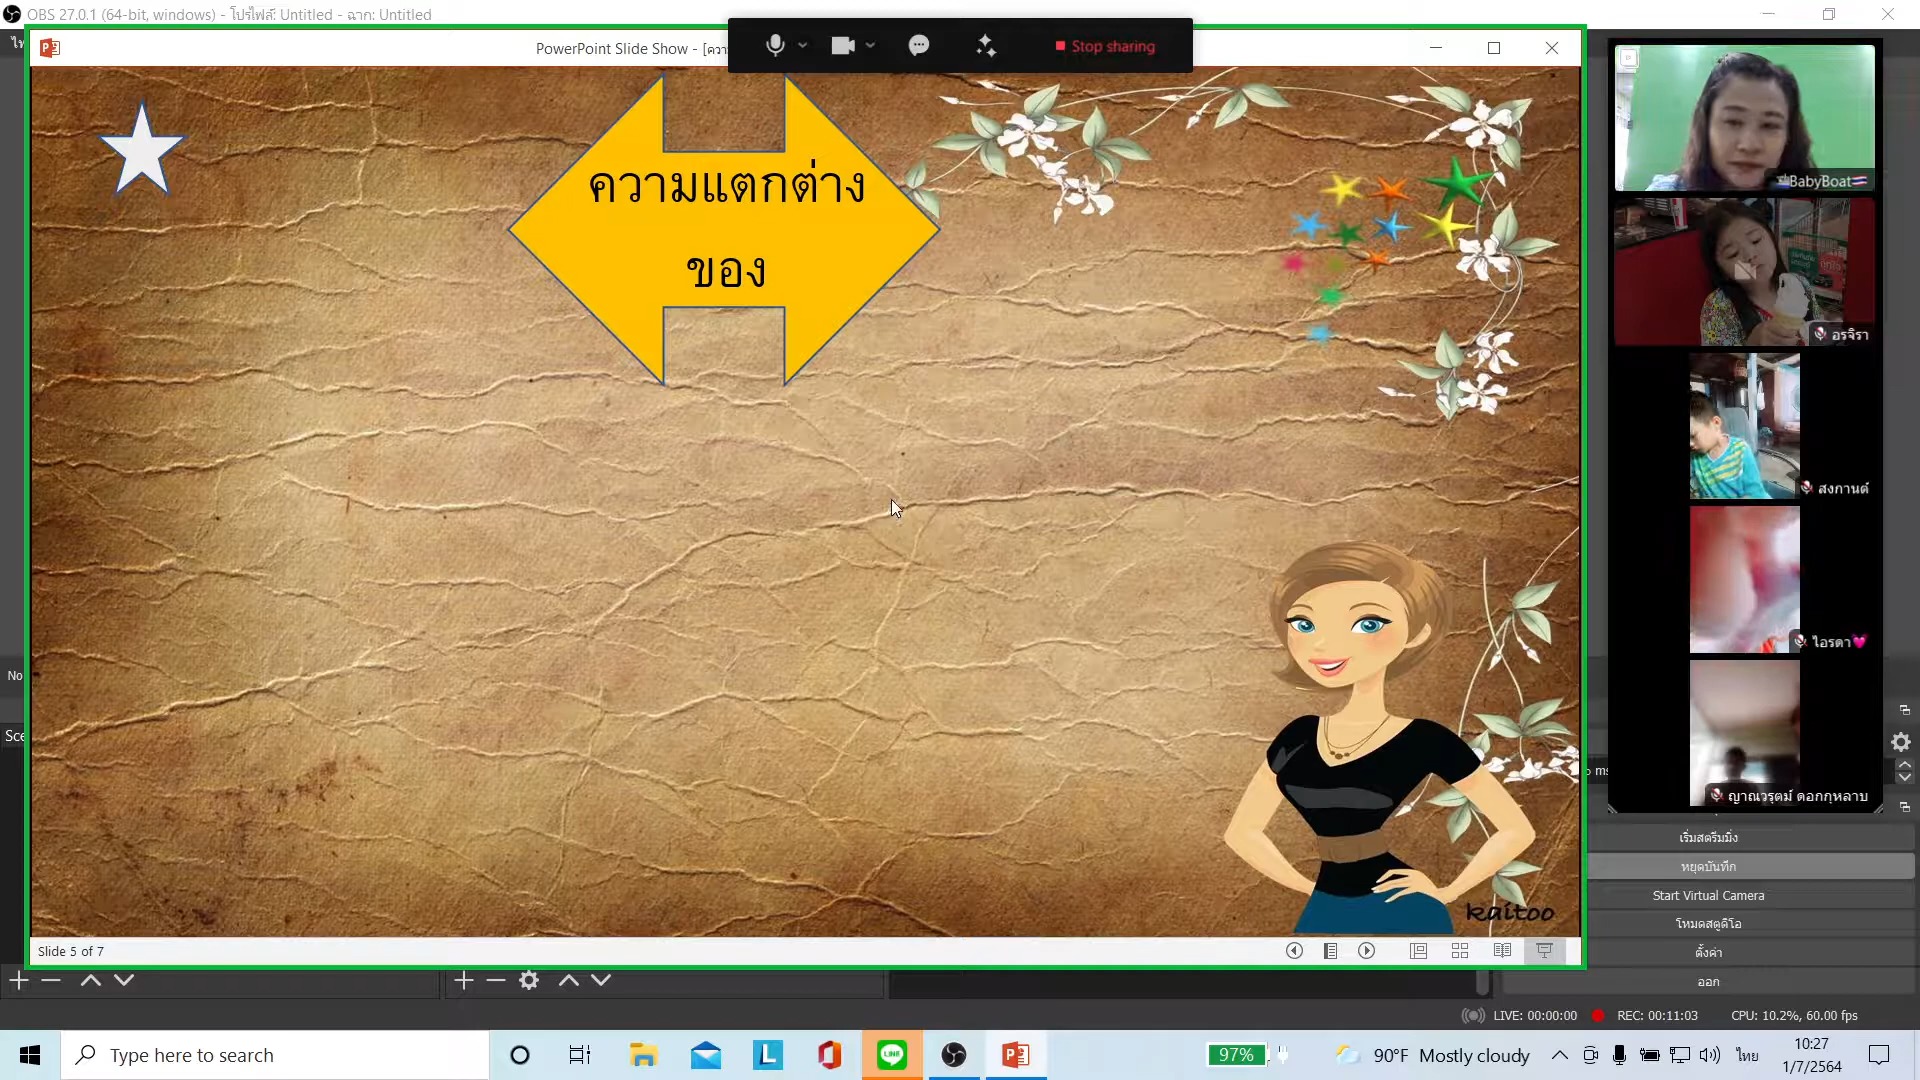 OBS 27.0.1 (64-bit, windows) - โปรไฟล์: Untitled - ฉาก: Untitled
PowerPoint Slide Show - [ความ
Stop sharing
ความแตกต่าง
ของ
kaitoo
Slide 5 of 7
BabyBoat
อรจิรา
สงกานต์
ไอรดา
ญาณวรุตม์ ดอกกุหลาบ
No
Sce
ms
เริ่มสตรีมมิ่ง
หยุดบันทึก
Start Virtual Camera
โหมดสตูดิโอ
ตั้งค่า
ออก
LIVE: 00:00:00
REC: 00:11:03
CPU: 10.2%, 60.00 fps
Type here to search
97%
90°F Mostly cloudy
ไทย
10:27
1/7/2564